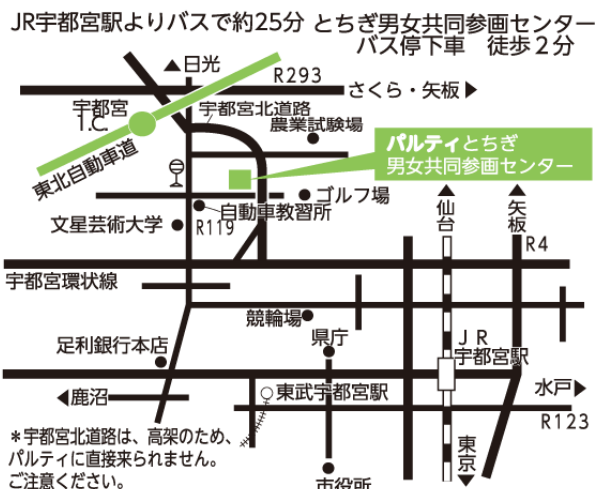 JR宇都宮駅よりバスで約25分 とちぎ男女共同参画センター
バス停下車 徒歩２分
▲日光
R293
さくら・矢板▶
宇都宮
I.C.
宇都宮北道路
農業試験場
パルティとちぎ
男女共同参画センター
東北自動車道
ゴルフ場
仙台
矢板
自動車教習所
文星芸術大学
R119
R4
宇都宮環状線
競輪場
県庁
ＪＲ
宇都宮駅
足利銀行本店
水戸▶
◀鹿沼
東武宇都宮駅
R123
＊宇都宮北道路は、高架のため、
パルティに直接来られません。
ご注意ください。
東京
市役所